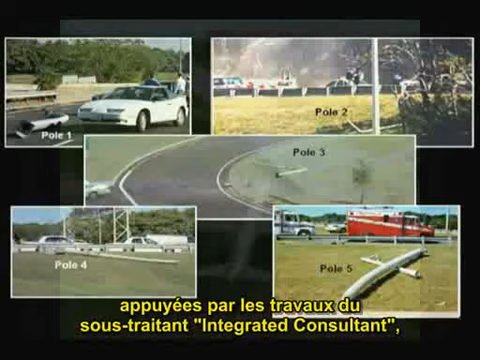 Pole 1
Pole 2
Pole 3
Pole 4
Pole 5
appuyées par les travaux du
sous-traitant "Integrated Consultant",